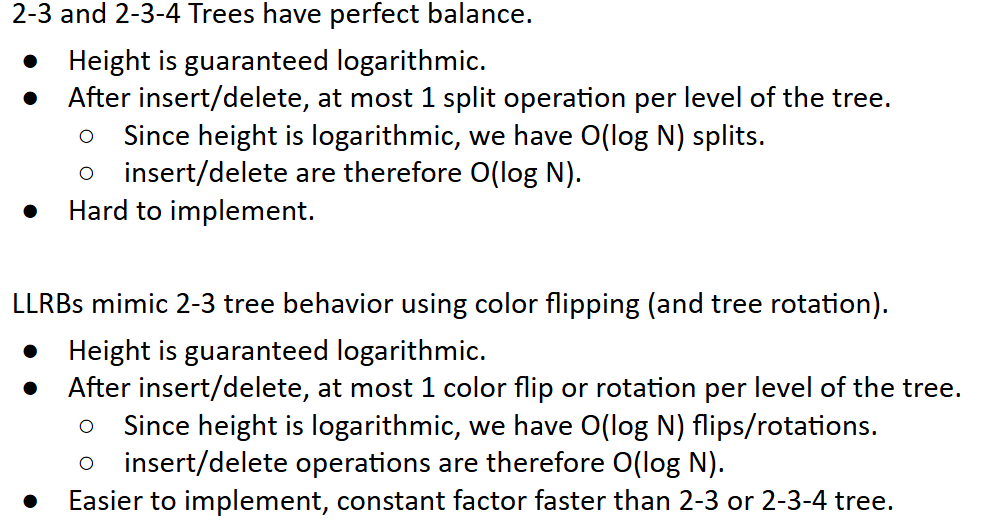 2-3 and 2-3-4 Trees have perfect balance.
● Height is guaranteed logarithmic.
● After insert/delete, at most 1 split operation per level of the tree.
○ Since height is logarithmic, we have O(log N) splits.
○ insert/delete are therefore O(log N).
● Hard to implement.
LLRBs mimic 2-3 tree behavior using color flipping (and tree rotation).
● Height is guaranteed logarithmic.
● After insert/delete, at most 1 color flip or rotation per level of the tree.
○ Since height is logarithmic, we have O(log N) flips/rotations.
○ insert/delete operations are therefore O(log N).
● Easier to implement, constant factor faster than 2-3 or 2-3-4 tree.